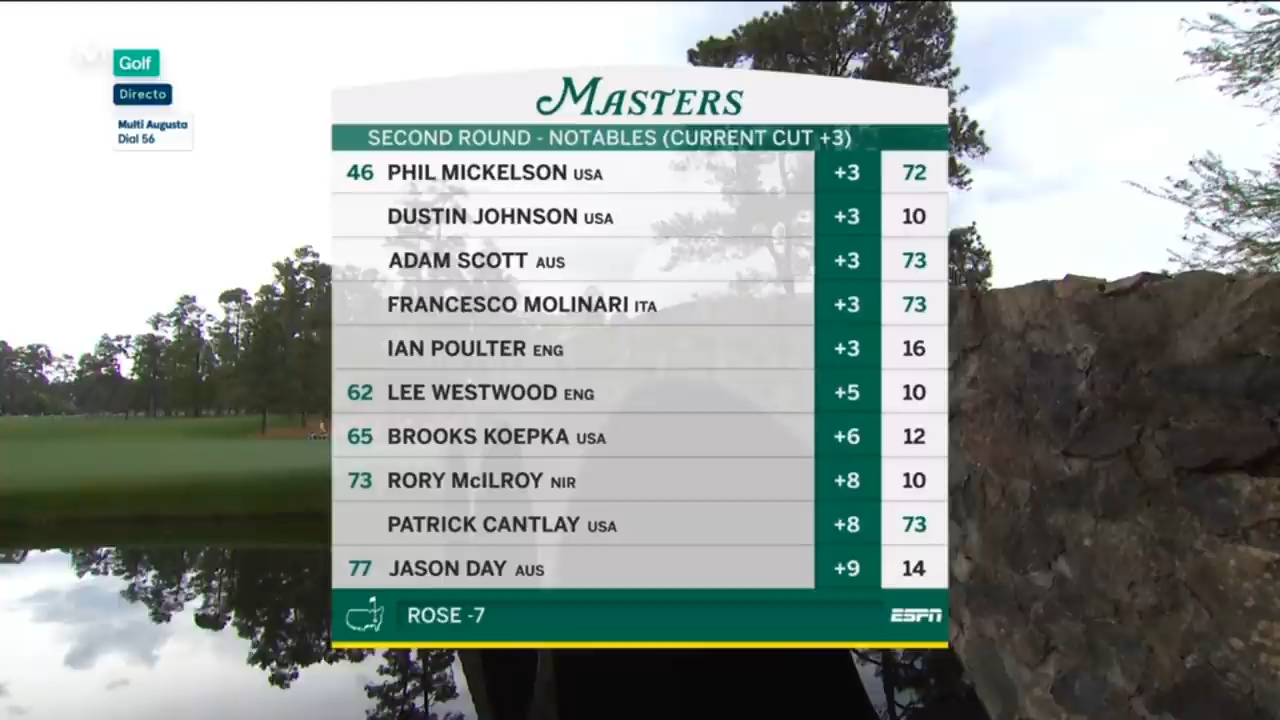 Golf
Directo
Multi Augusta
Dial 56
MASTERS
SECOND ROUND - NOTABLES (CURRENT CUT +3)
46 PHIL MICKELSON USA +3 72
DUSTIN JOHNSON USA +3 10
ADAM SCOTT AUS +3 73
FRANCESCO MOLINARI ITA +3 73
IAN POULTER ENG +3 16
62 LEE WESTWOOD ENG +5 10
65 BROOKS KOEPKA USA +6 12
73 RORY McILROY NIR +8 10
PATRICK CANTLAY USA +8 73
77 JASON DAY AUS +9 14
ROSE -7 ESPN